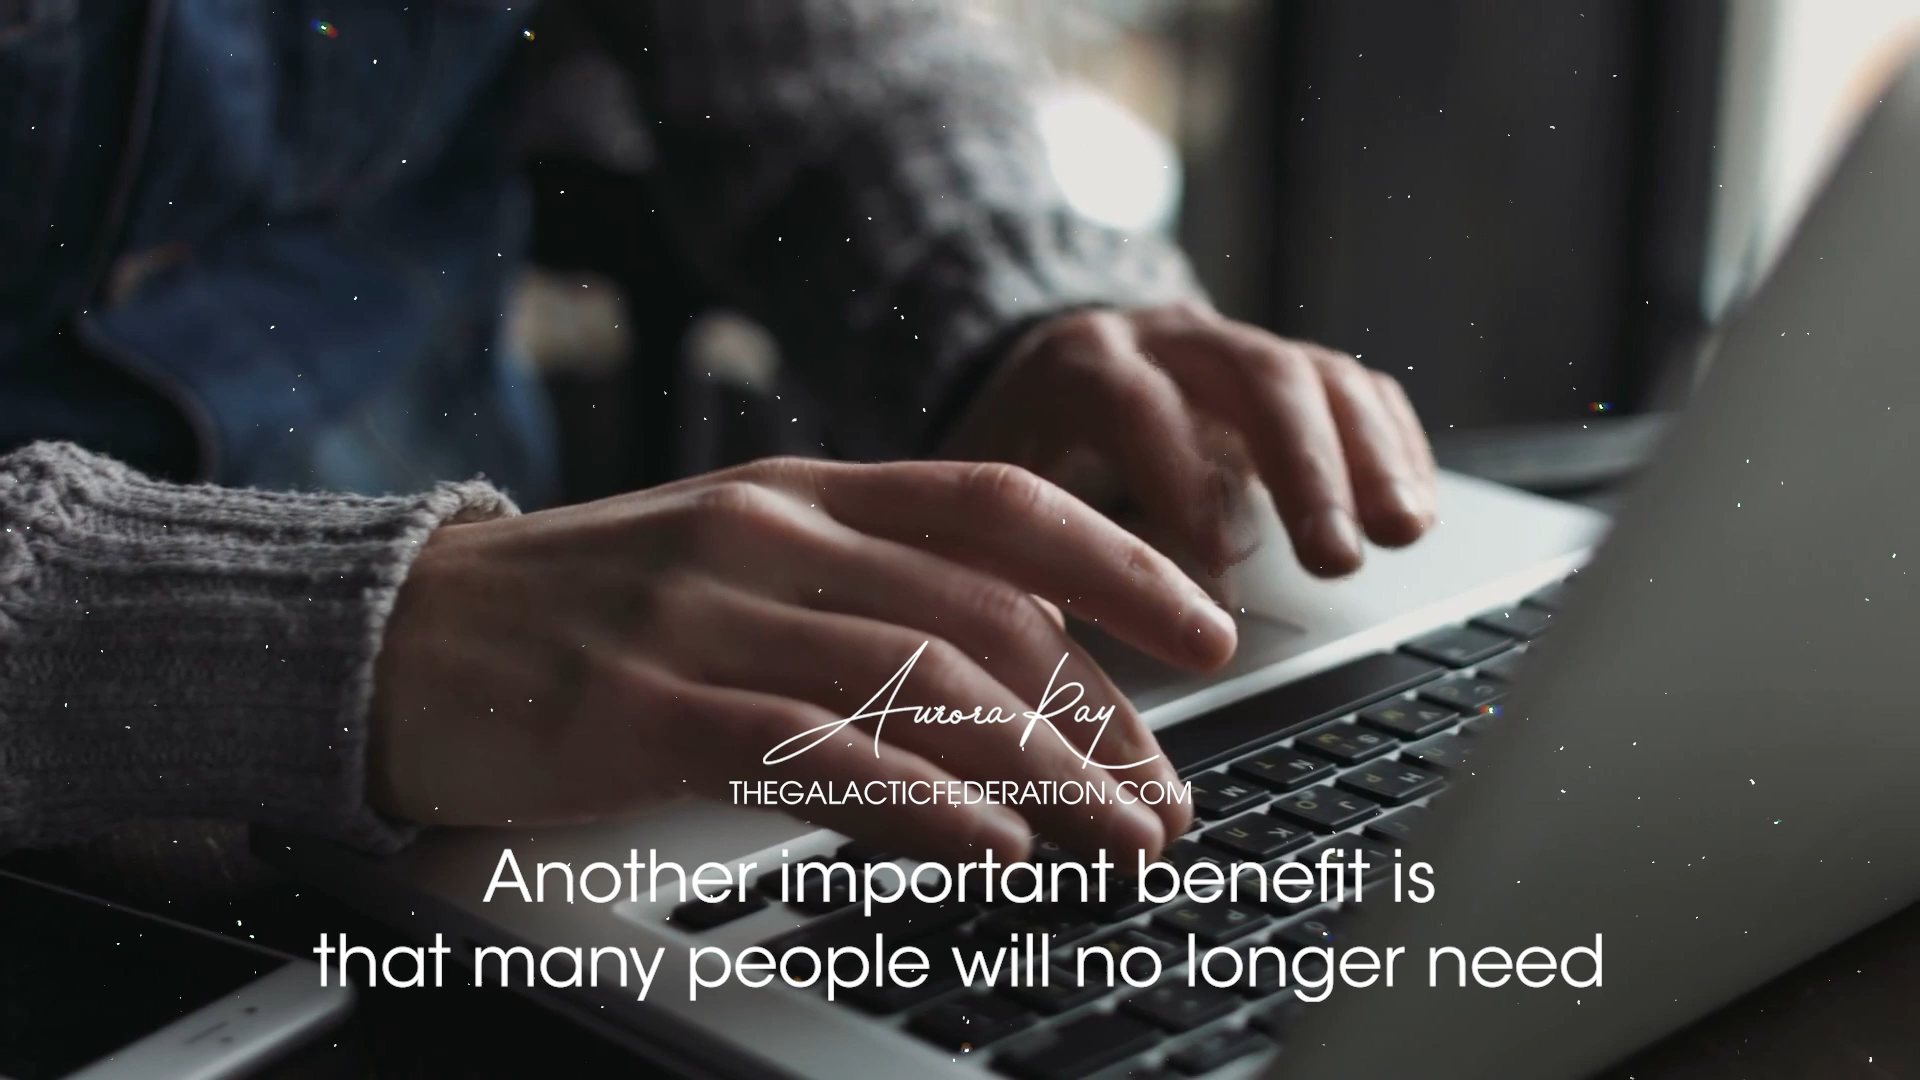 Aurora Ray
THEGALACTICFEDERATION.COM
Another important benefit is
that many people will no longer need